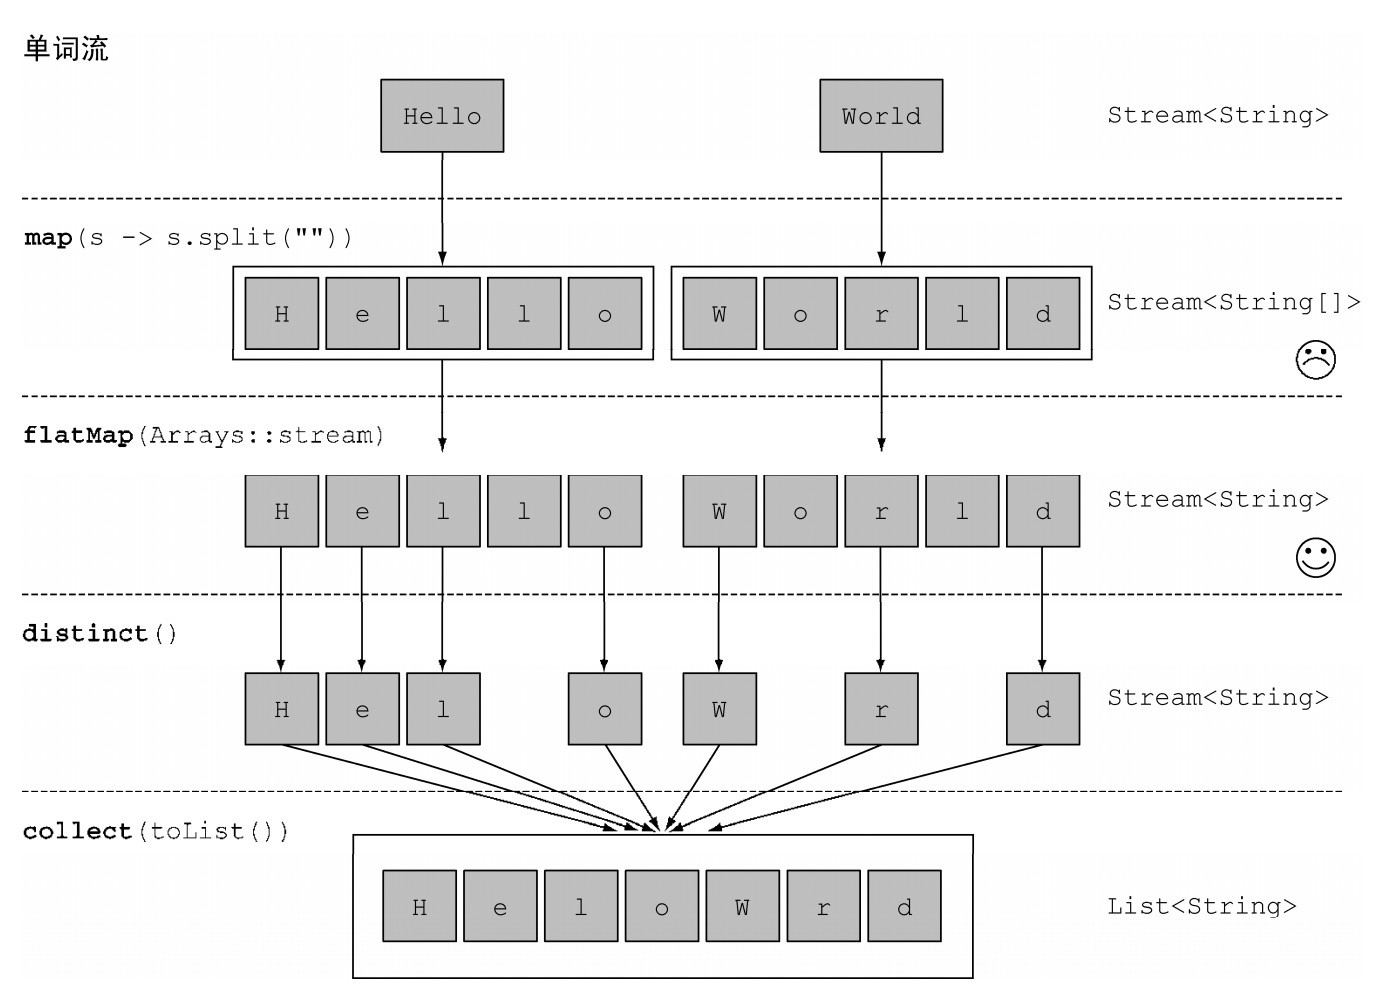 单词流
Hello World Stream<String>
map(s -> s.split(""))
H e l l o W o r l d Stream<String[]>
flatMap(Arrays::stream)
H e l l o W o r l d Stream<String>
distinct()
H e l o W r d Stream<String>
collect(toList())
H e l o W r d List<String>